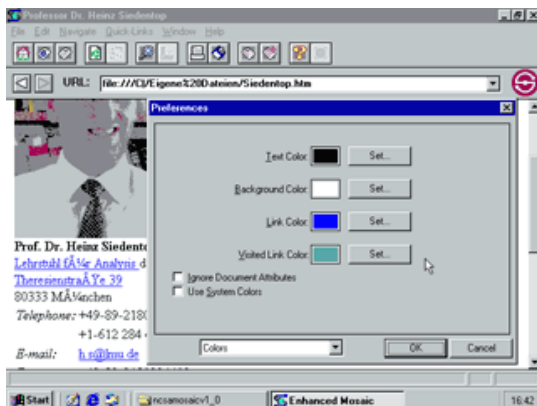 Professor Dr. Heinz Siedentop
File Edit Navigate Quick-Links Window Help
URL: file:///C|/Eigene%20Dateien/Siedentop.htm
Preferences
Text Color: Set...
Background Color: Set...
Link Color: Set...
Visited Link Color: Set...
Ignore Document Attributes
Use System Colors
Colors OK Cancel
Prof. Dr. Heinz Siedento
Lehrstuhl fÃ¼r Analysis d
TheresienstraÃŸe 39
80333 MÃ¼nchen
Telephone: +49-89-2180
+1-612 284
E-mail: h.s@lmu.de
Start ncsamosaicv1_0 Enhanced Mosaic 16:42